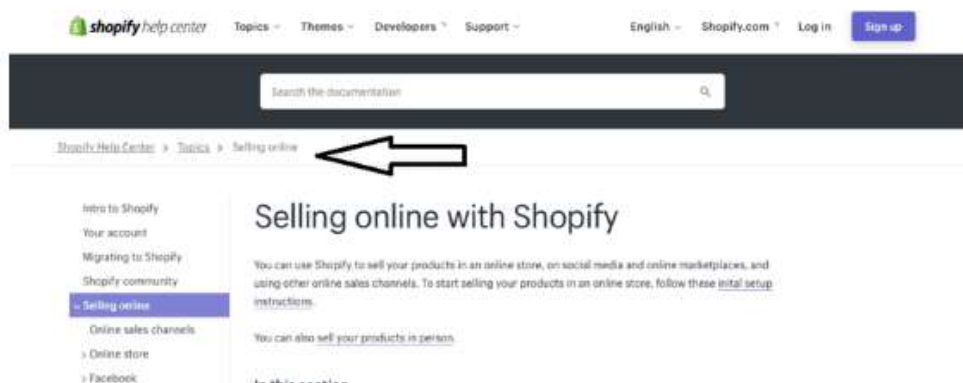 shopify help center Topics Themes Developers Support English Shopify.com Log in Sign up
Search the documentation
Shopify Help Center > Topics > Selling online
Intro to Shopify
Your account
Migrating to Shopify
Shopify community
Selling online
Online sales channels
> Online store
> Facebook
Selling online with Shopify
You can use Shopify to sell your products in an online store, on social media and online marketplaces, and
using other online sales channels. To start selling your products in an online store, follow these inital setup
instructions.
You can also sell your products in person.
In this section